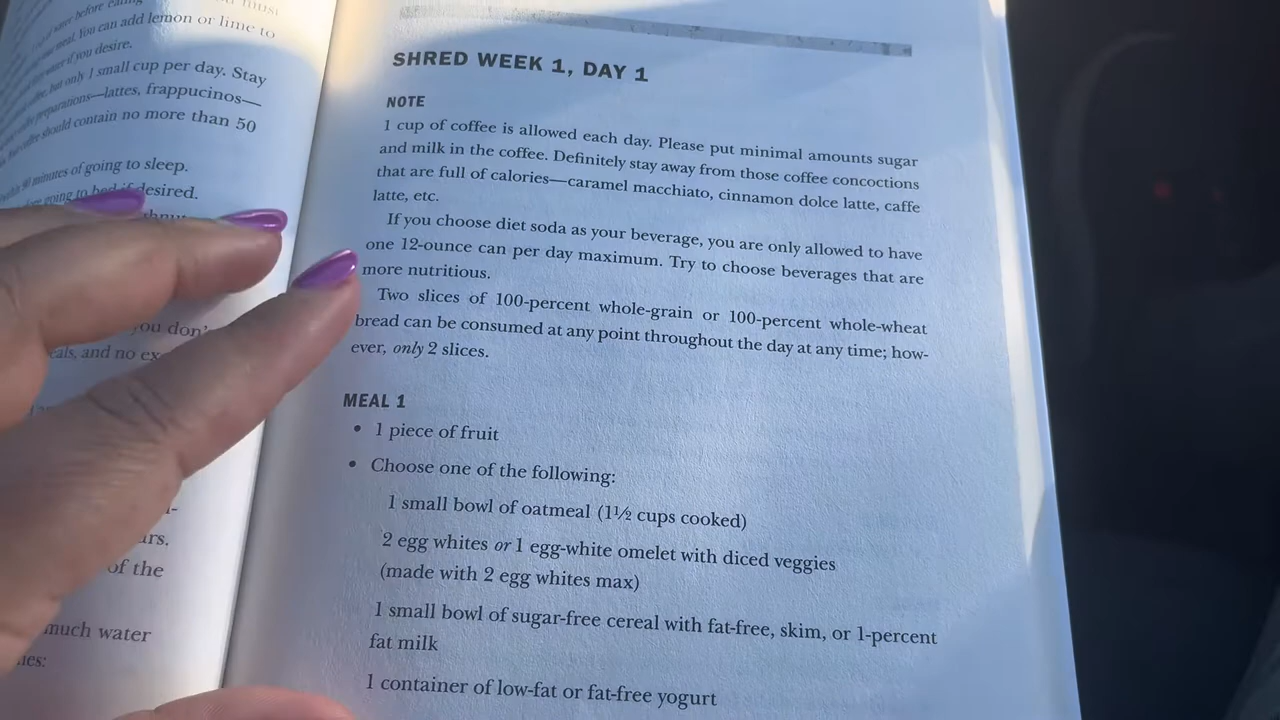 of water before eating
meal. You can add lemon or lime to
water if you desire.
but only 1 small cup per day. Stay
preparations—lattes, frappucinos—
coffee should contain no more than 50
90 minutes of going to sleep.
going to bed if desired.
you don't
and no
of the
much water
SHRED WEEK 1, DAY 1
NOTE
1 cup of coffee is allowed each day. Please put minimal amounts sugar
and milk in the coffee. Definitely stay away from those coffee concoctions
that are full of calories—caramel macchiato, cinnamon dolce latte, caffe
latte, etc.
If you choose diet soda as your beverage, you are only allowed to have
one 12-ounce can per day maximum. Try to choose beverages that are
more nutritious.
Two slices of 100-percent whole-grain or 100-percent whole-wheat
bread can be consumed at any point throughout the day at any time; how-
ever, only 2 slices.
MEAL 1
• 1 piece of fruit
• Choose one of the following:
1 small bowl of oatmeal (1½ cups cooked)
2 egg whites or 1 egg-white omelet with diced veggies
(made with 2 egg whites max)
1 small bowl of sugar-free cereal with fat-free, skim, or 1-percent
fat milk
1 container of low-fat or fat-free yogurt